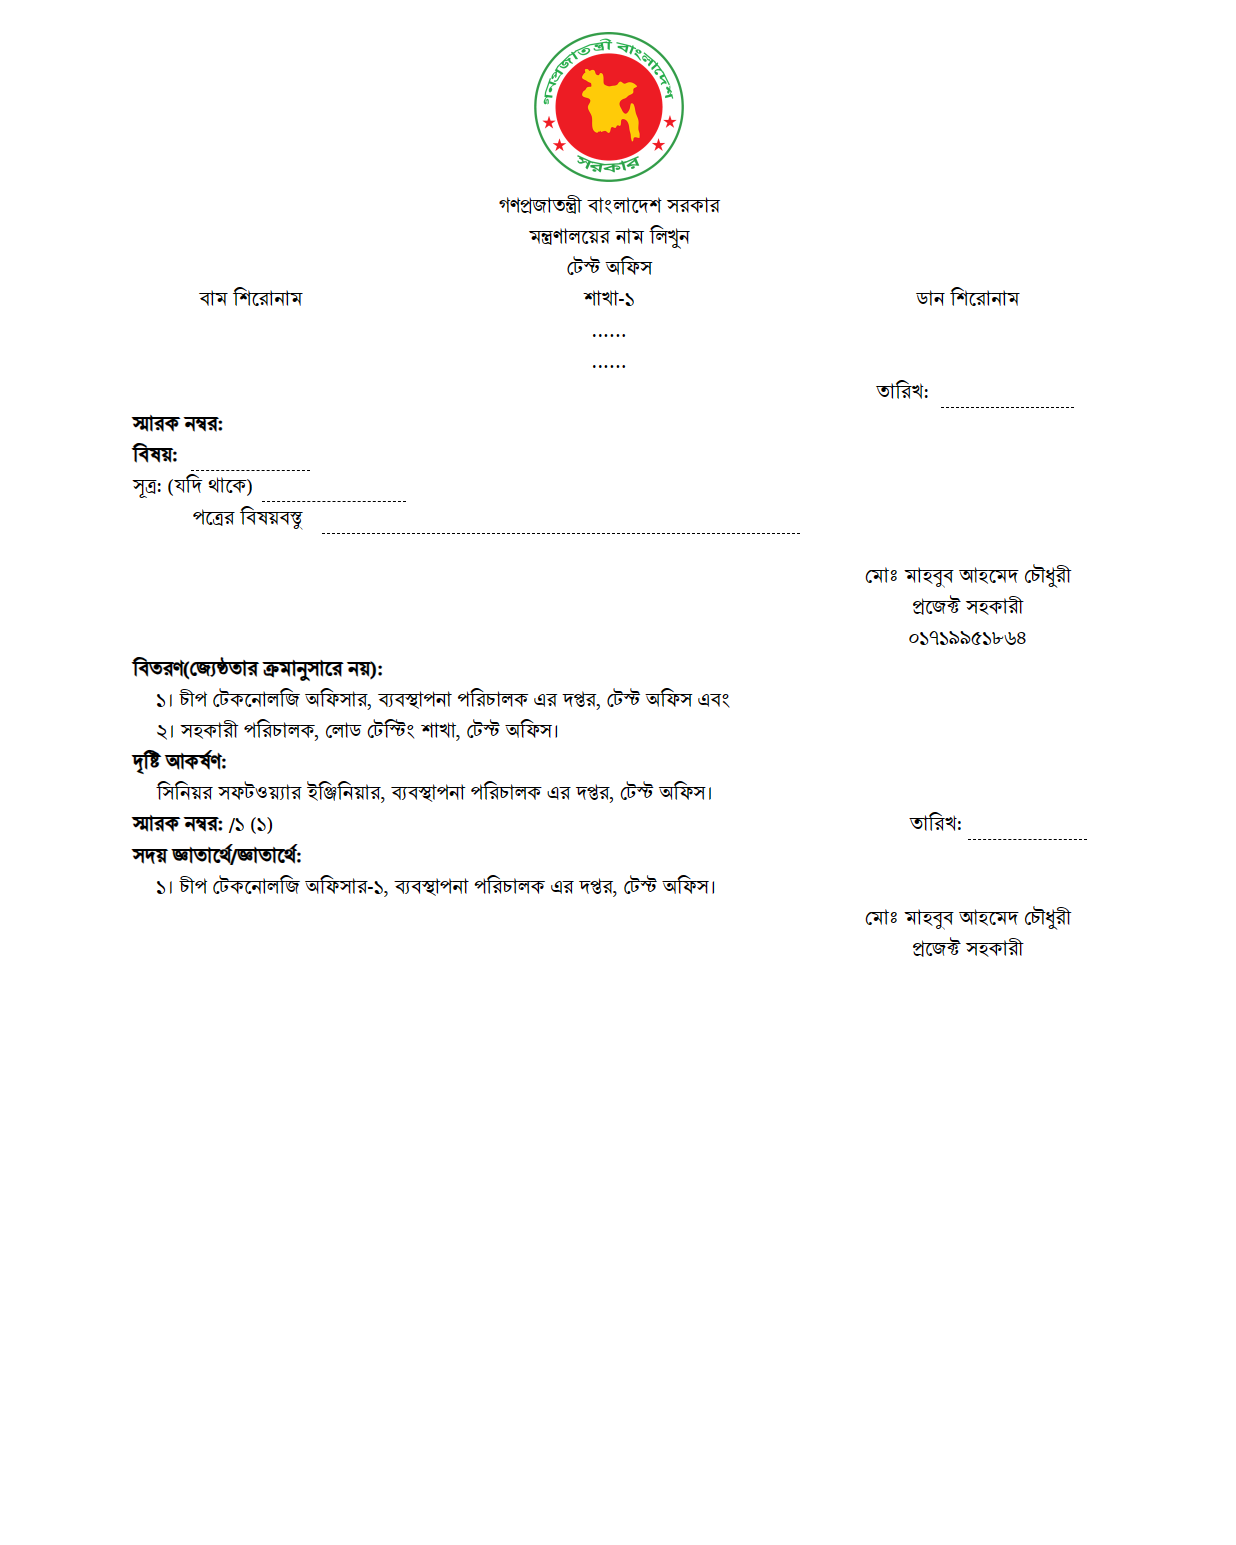 গনপ্রজাতন্ত্রী বাংলাদেশ
সরকার
গণপ্রজাতন্ত্রী বাংলাদেশ সরকার
মন্ত্রণালয়ের নাম লিখুন
টেস্ট অফিস
বাম শিরোনাম শাখা-১ ডান শিরোনাম
......
......
তারিখ:
স্মারক নম্বর:
বিষয়:
সূত্র: (যদি থাকে)
পত্রের বিষয়বস্তু
মোঃ মাহবুব আহমেদ চৌধুরী
প্রজেক্ট সহকারী
০১৭১৯৯৫১৮৬৪
বিতরণ(জ্যেষ্ঠতার ক্রমানুসারে নয়):
১। চীপ টেকনোলজি অফিসার, ব্যবস্থাপনা পরিচালক এর দপ্তর, টেস্ট অফিস এবং
২। সহকারী পরিচালক, লোড টেস্টিং শাখা, টেস্ট অফিস।
দৃষ্টি আকর্ষণ:
সিনিয়র সফটওয়্যার ইঞ্জিনিয়ার, ব্যবস্থাপনা পরিচালক এর দপ্তর, টেস্ট অফিস।
স্মারক নম্বর: /১ (১) তারিখ:
সদয় জ্ঞাতার্থে/জ্ঞাতার্থে:
১। চীপ টেকনোলজি অফিসার-১, ব্যবস্থাপনা পরিচালক এর দপ্তর, টেস্ট অফিস।
মোঃ মাহবুব আহমেদ চৌধুরী
প্রজেক্ট সহকারী